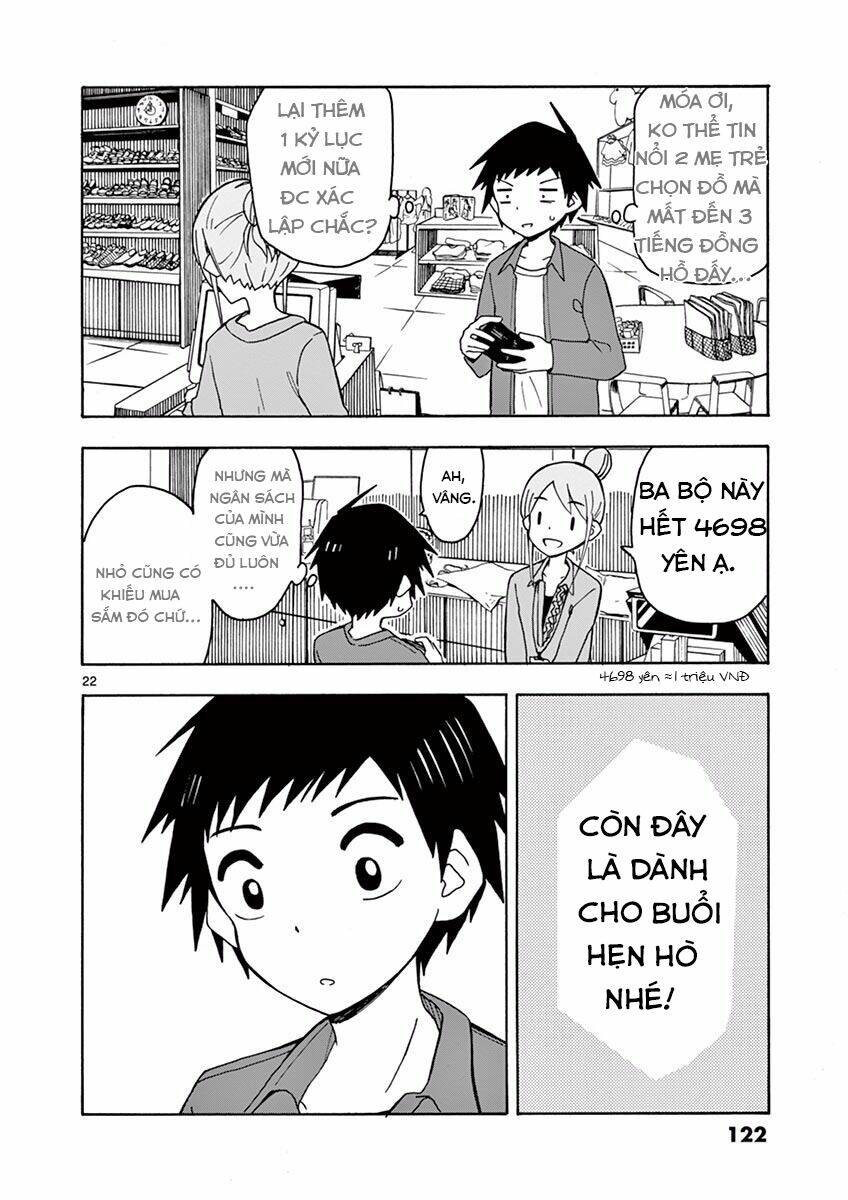 MÓA ƠI,
KO THỂ TIN
NỔI 2 MẸ TRẺ
CHỌN ĐỒ MÀ
MẤT ĐẾN 3
TIẾNG ĐỒNG
HỒ ĐẤY...
LẠI THÊM
1 KỶ LỤC
MỚI NỮA
ĐC XÁC
LẬP CHẮC?
BA BỘ NÀY
HẾT 4698
YÊN Ạ.
4698 yên ≈1 triệu VNĐ
AH,
VÂNG.
NHƯNG MÀ
NGÂN SÁCH
CỦA MÌNH
CŨNG VỪA
ĐỦ LUÔN
....
NHỎ CŨNG CÓ
KHIẾU MUA
SẮM ĐÓ CHỨ...
22
CÒN ĐÂY
LÀ DÀNH
CHO BUỔI
HẸN HÒ
NHÉ!
122